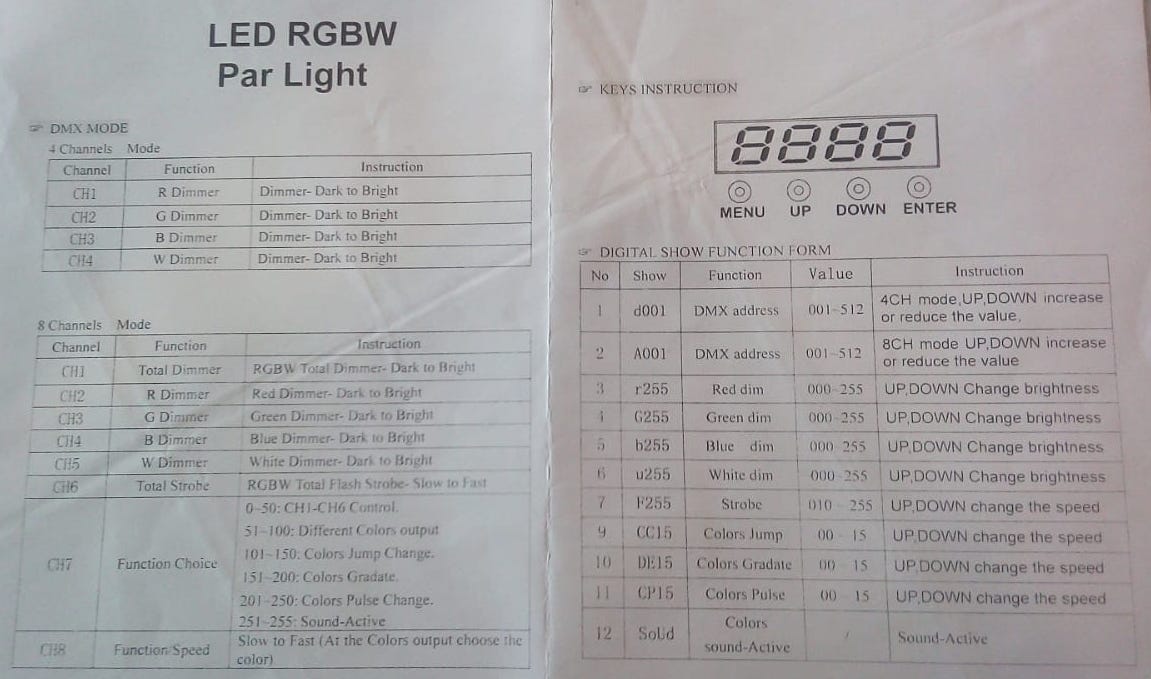 LED RGBW
Par Light
☞ DMX MODE
4 Channels Mode
Channel Function Instruction
CH1 R Dimmer Dimmer- Dark to Bright
CH2 G Dimmer Dimmer- Dark to Bright
CH3 B Dimmer Dimmer- Dark to Bright
CH4 W Dimmer Dimmer- Dark to Bright
8 Channels Mode
Channel Function Instruction
CH1 Total Dimmer RGBW Total Dimmer- Dark to Bright
CH2 R Dimmer Red Dimmer- Dark to Bright
CH3 G Dimmer Green Dimmer- Dark to Bright
CH4 B Dimmer Blue Dimmer- Dark to Bright
CH5 W Dimmer White Dimmer- Dark to Bright
CH6 Total Strobe RGBW Total Flash Strobe- Slow to Fast
0~50: CH1-CH6 Control.
51~100: Different Colors output
101~150: Colors Jump Change.
CH7 Function Choice
151~200: Colors Gradate.
201~250: Colors Pulse Change.
251~255: Sound-Active
CH8 Function Speed Slow to Fast (At the Colors output choose the
color)
☞ KEYS INSTRUCTION
8888
MENU UP DOWN ENTER
☞ DIGITAL SHOW FUNCTION FORM
No Show Function Value Instruction
1 d001 DMX address 001~512 4CH mode,UP,DOWN increase
or reduce the value,
2 A001 DMX address 001~512 8CH mode UP,DOWN increase
or reduce the value
3 r255 Red dim 000~255 UP,DOWN Change brightness
4 G255 Green dim 000~255 UP,DOWN Change brightness
5 b255 Blue dim 000~255 UP,DOWN Change brightness
6 u255 White dim 000~255 UP,DOWN Change brightness
7 F255 Strobe 010~255 UP,DOWN Change the speed
9 CC15 Colors Jump 00~15 UP,DOWN change the speed
10 DE15 Colors Gradate 00~15 UP,DOWN change the speed
11 CP15 Colors Pulse 00~15 UP,DOWN change the speed
12 SoUd Colors
sound-Active / Sound-Active